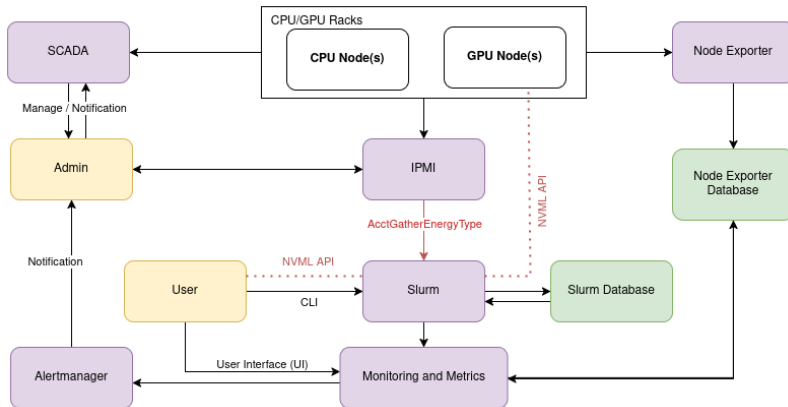 CPU/GPU Racks
SCADA
CPU Node(s)
GPU Node(s)
Node Exporter
Manage / Notification
Admin
IPMI
NVML API
Node Exporter
Database
AcctGatherEnergyType
Notification
NVML API
User
CLI
Slurm
Slurm Database
User Interface (UI)
Alertmanager
Monitoring and Metrics